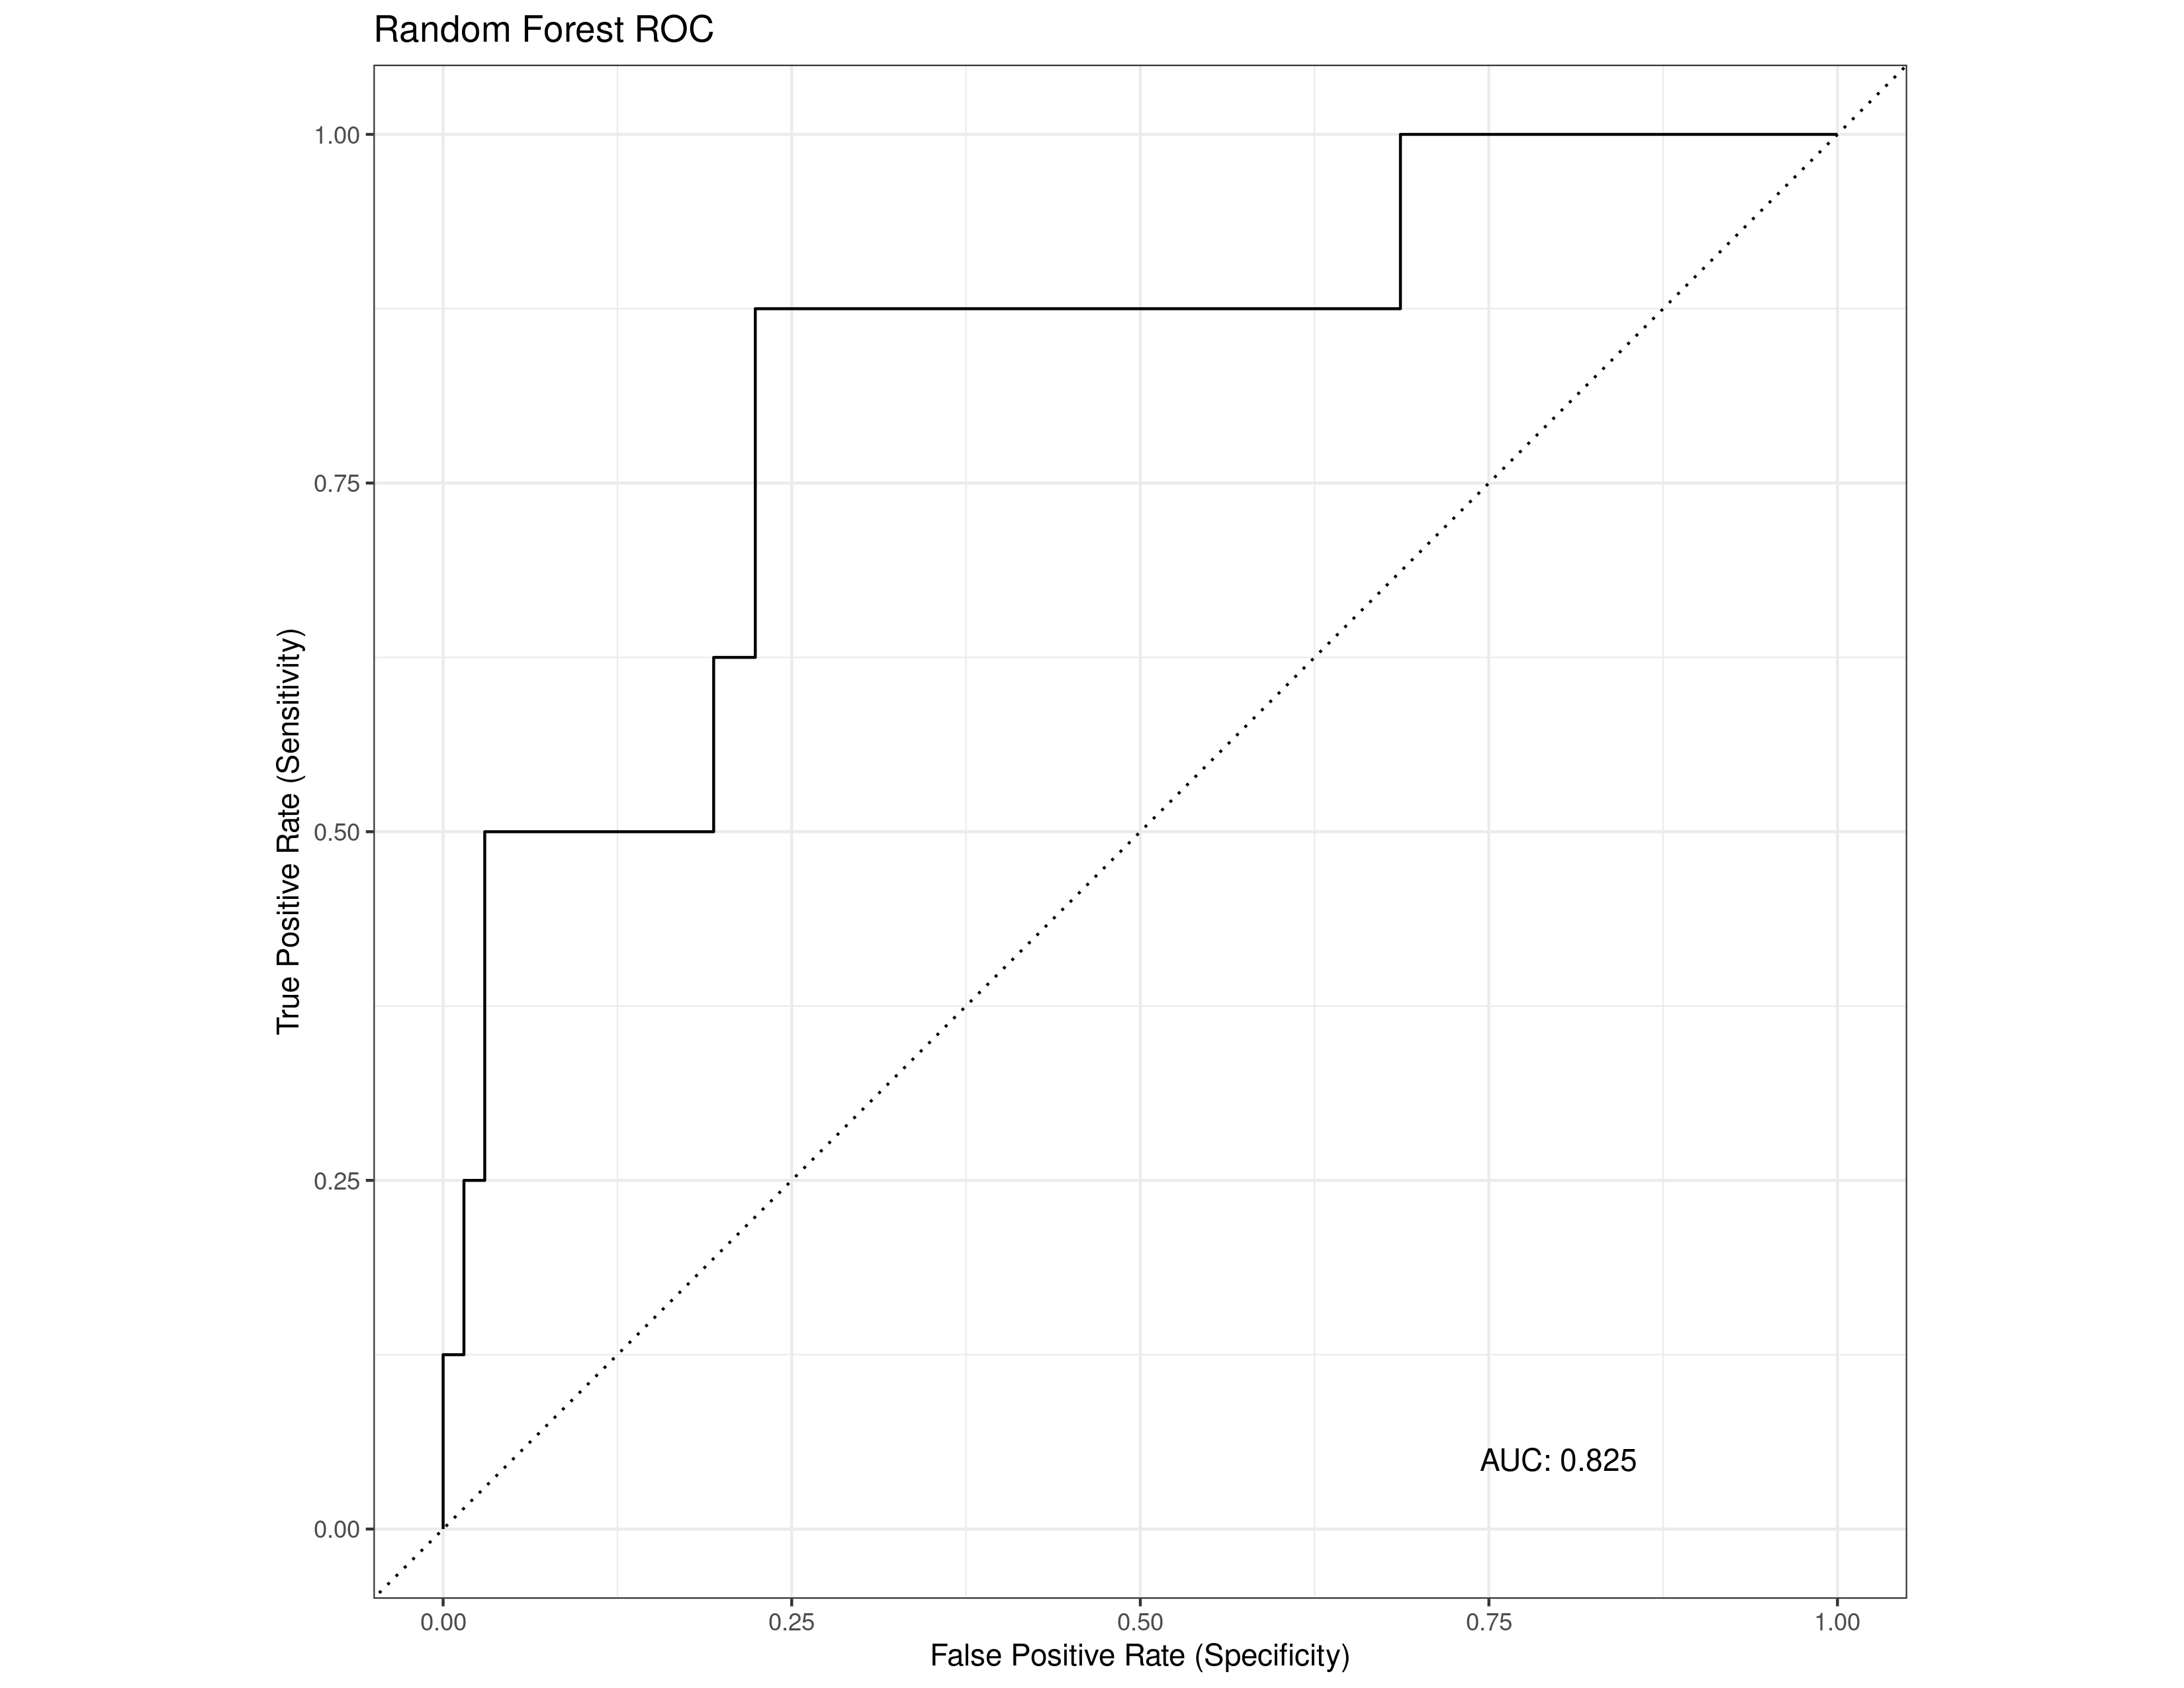 Random Forest ROC
1.00
0.75
0.50
0.25
0.00
True Positive Rate (Sensitivity)
AUC: 0.825
0.00 0.25 0.50 0.75 1.00
False Positive Rate (Specificity)